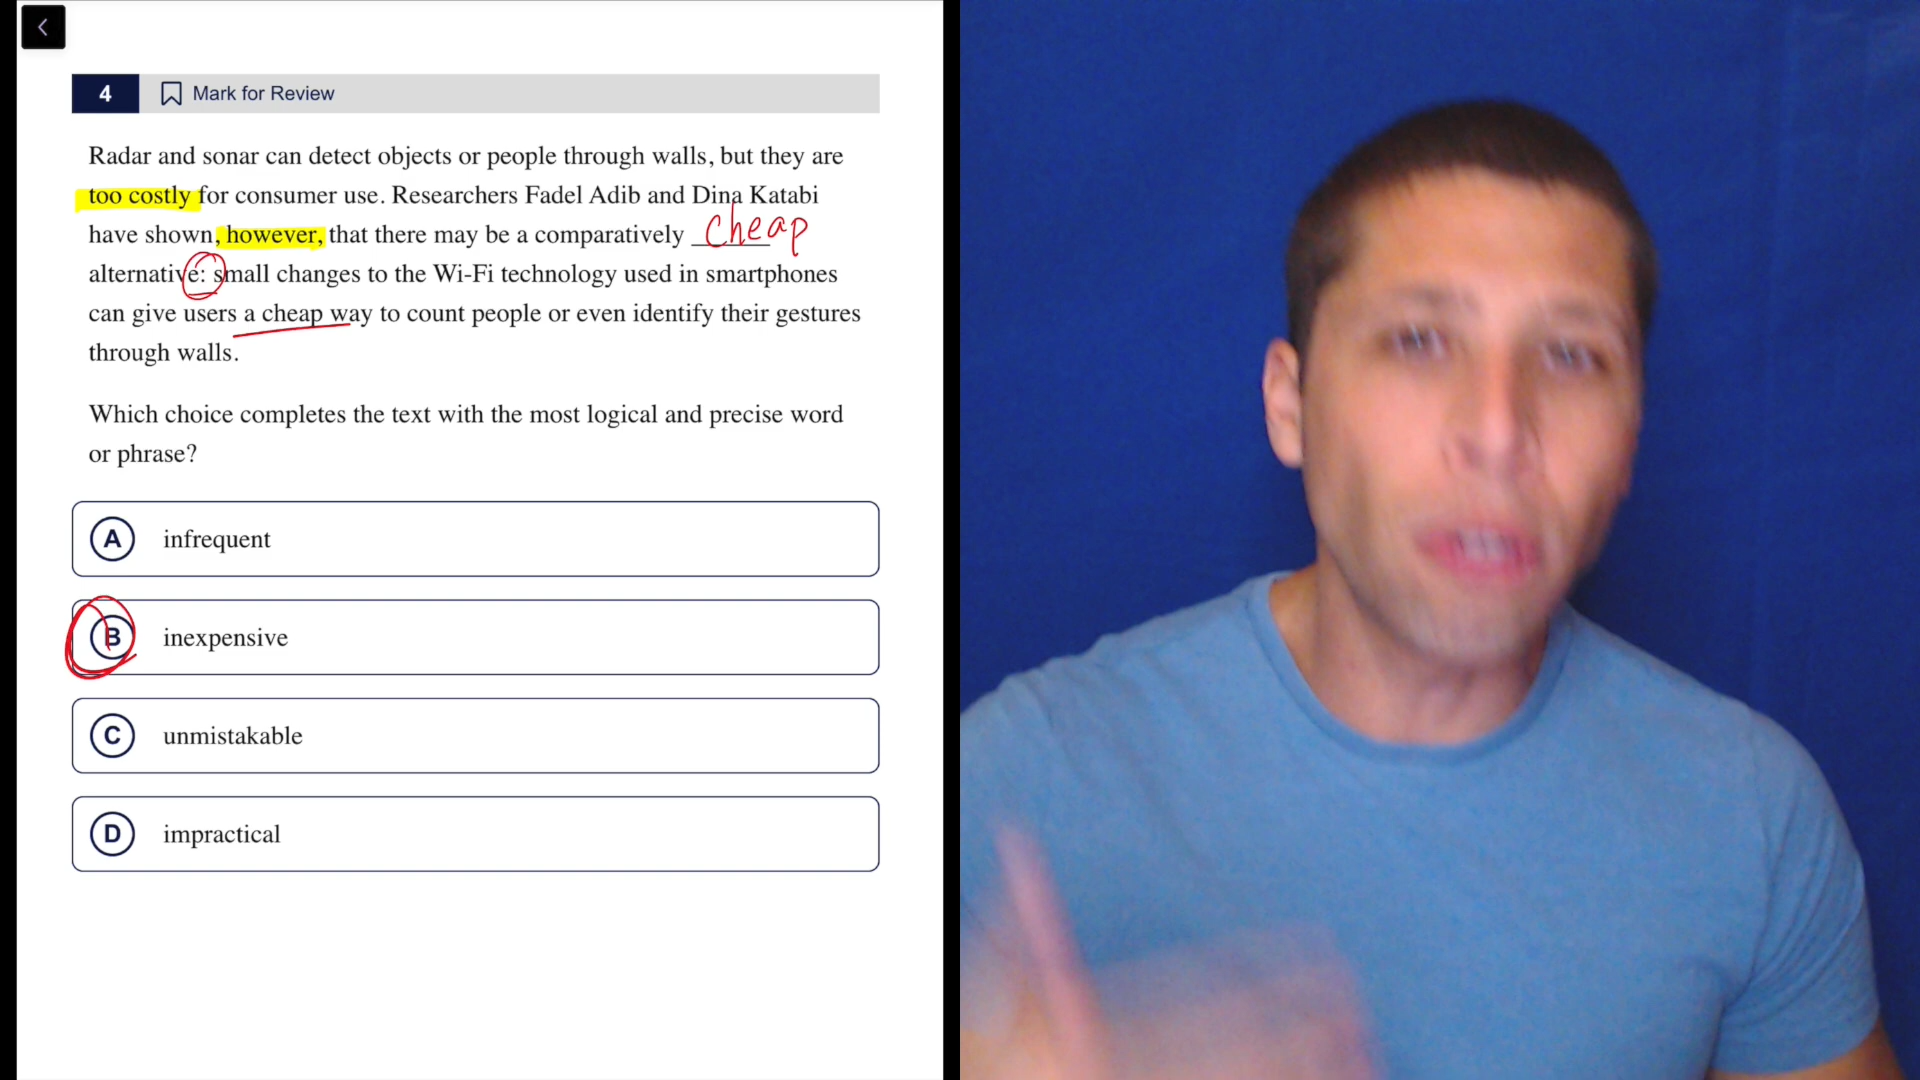 4 Mark for Review
Radar and sonar can detect objects or people through walls, but they are
too costly for consumer use. Researchers Fadel Adib and Dina Katabi
have shown, however, that there may be a comparatively ______ cheap
alternative: small changes to the Wi-Fi technology used in smartphones
can give users a cheap way to count people or even identify their gestures
through walls.
Which choice completes the text with the most logical and precise word
or phrase?
A infrequent
B inexpensive
C unmistakable
D impractical